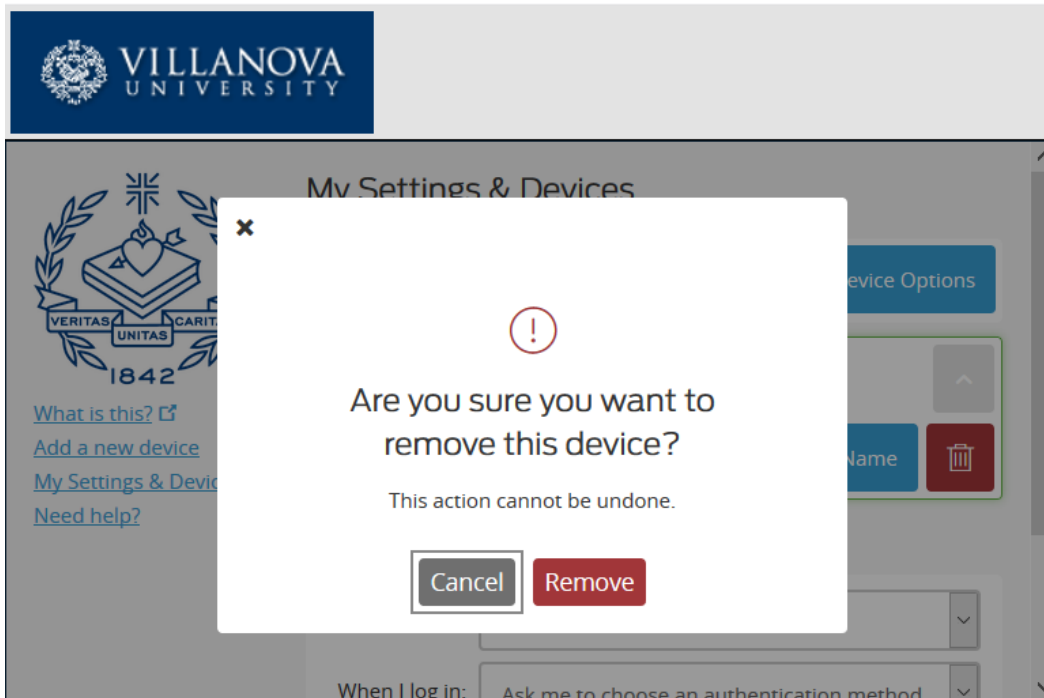 VILLANOVA
UNIVERSITY
My Settings & Devices
evice Options
VERITAS
UNITAS
CARIT
1842
What is this?
Add a new device
My Settings & Devic
Need help?
Are you sure you want to
remove this device?
This action cannot be undone.
Cancel
Remove
Name
When I log in:
Ask me to choose an authentication method